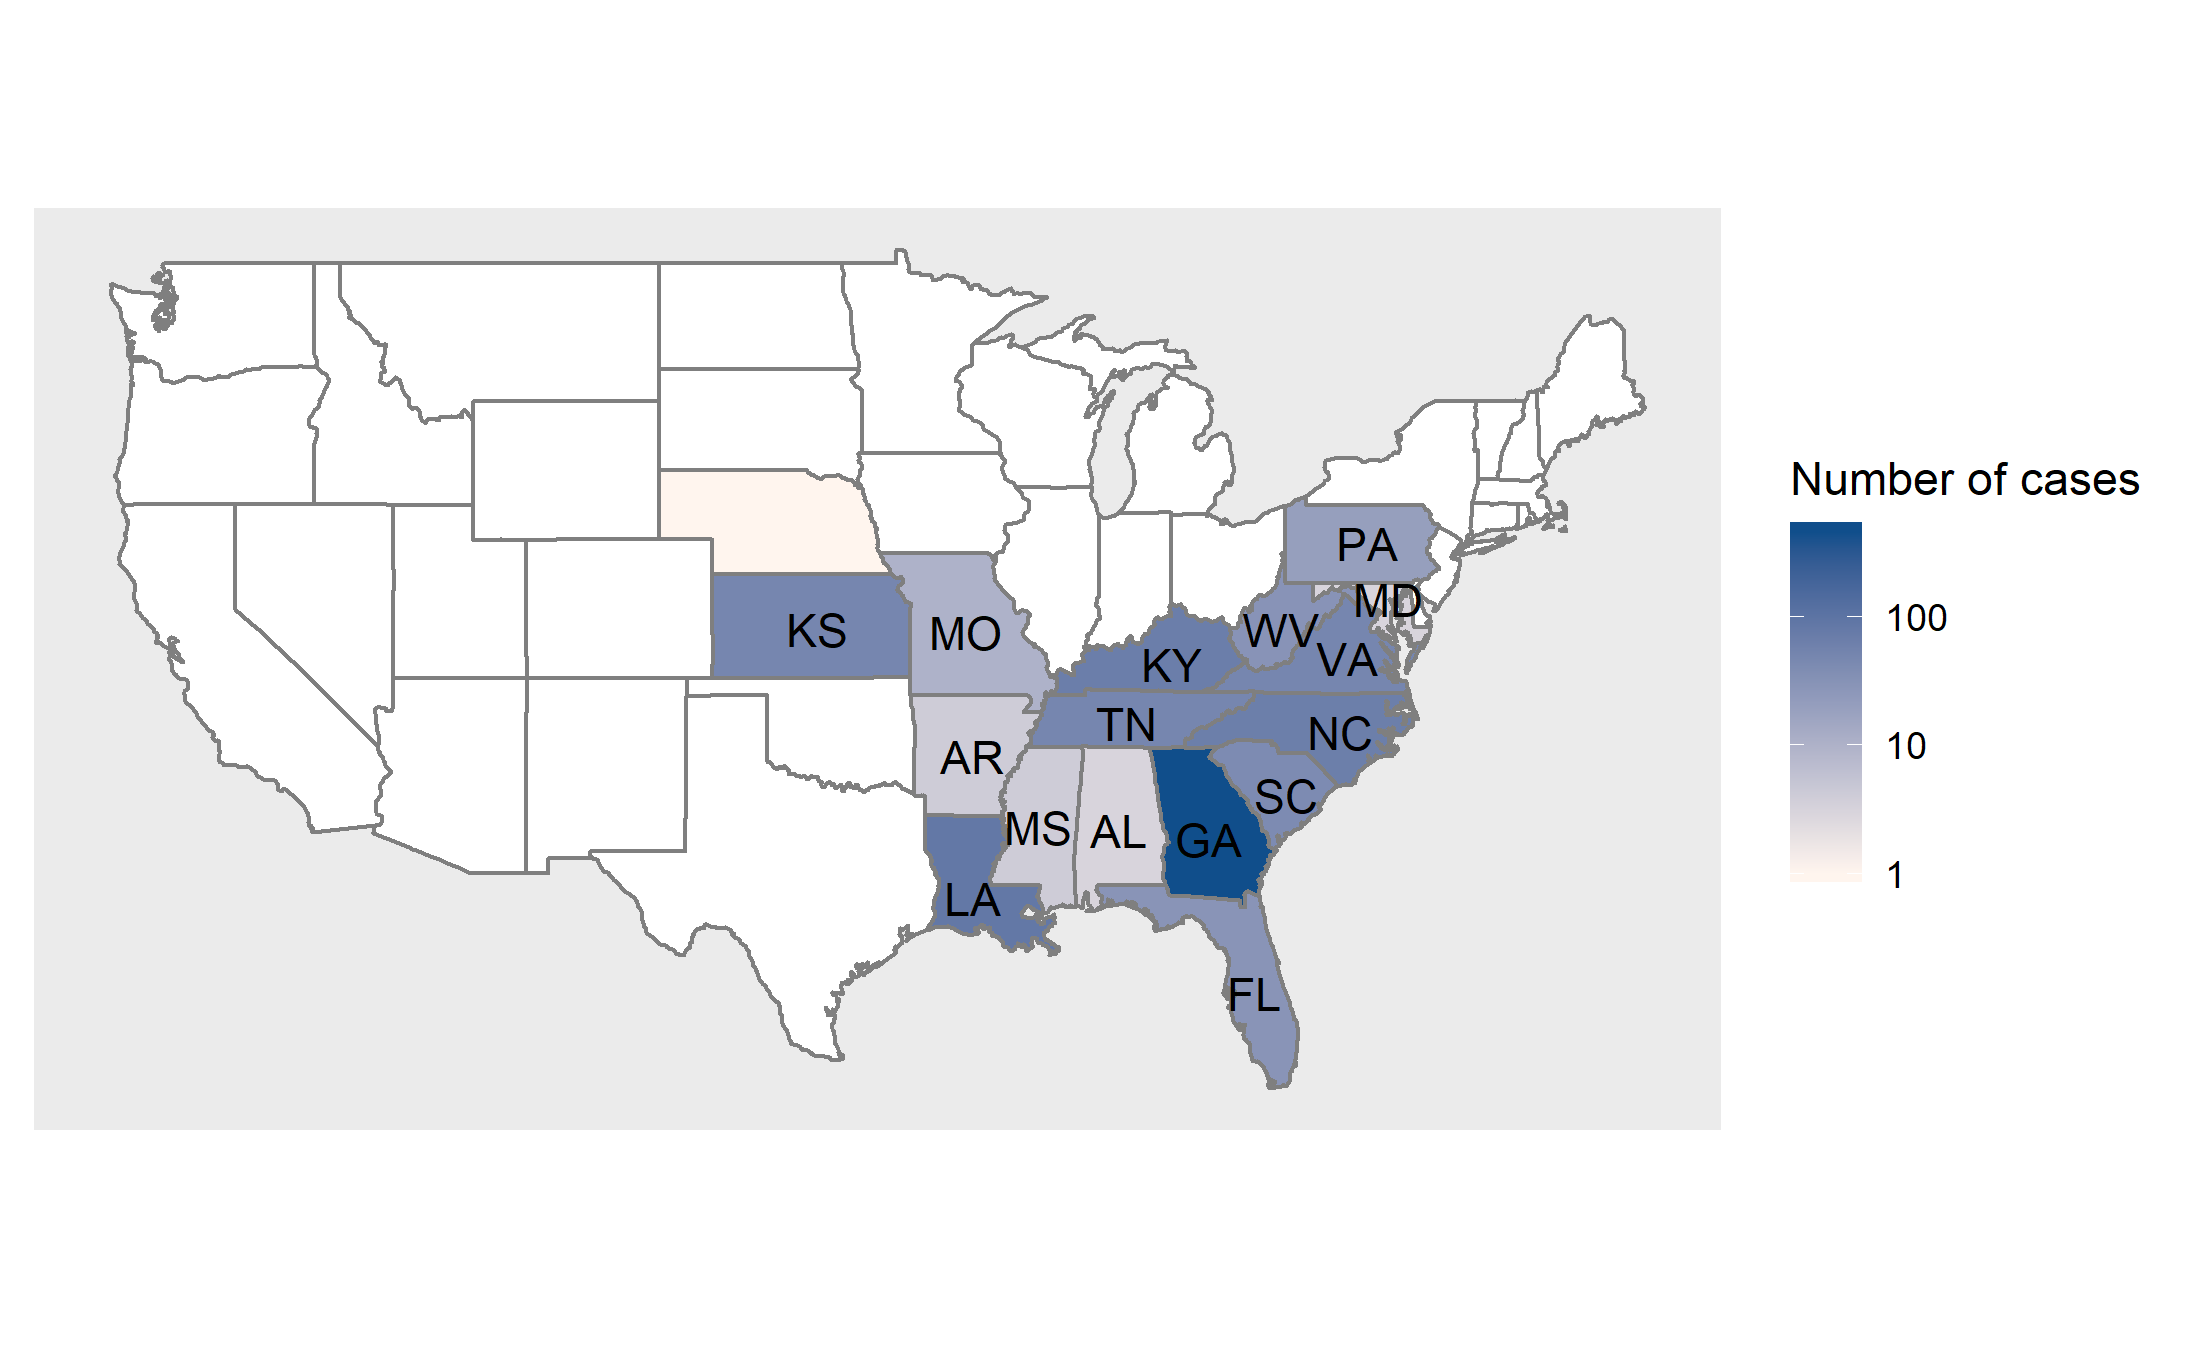 Number of cases
100
10
1
PA
MD
KS
MO
WV
VA
KY
TN
NC
AR
SC
MS
AL
GA
LA
FL